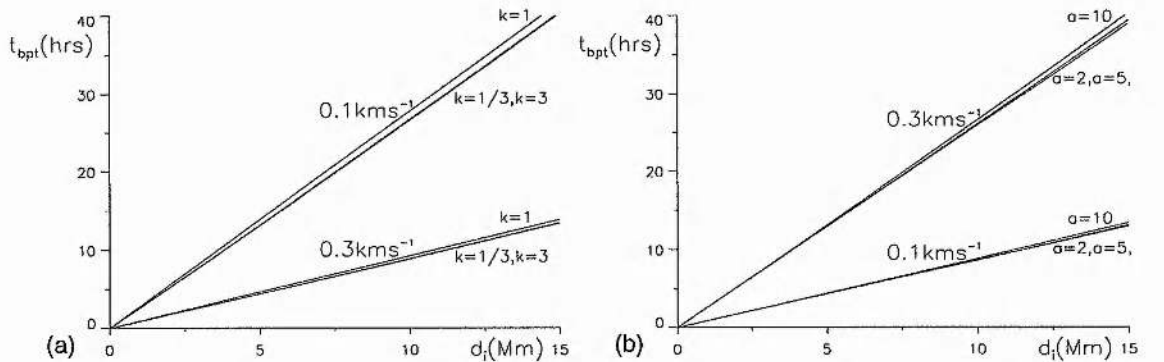 40
t_bpt(hrs)
30
20
10
0
k=1
0.1kms⁻¹
k=1/3,k=3
k=1
0.3kms⁻¹
k=1/3,k=3
(a)
0
5
10
d_i(Mm)
15
40
t_bpt(hrs)
30
20
10
0
a=10
a=2,a=5,
0.3kms⁻¹
a=10
0.1kms⁻¹
a=2,a=5,
(b)
0
5
10
d_i(Mm)
15